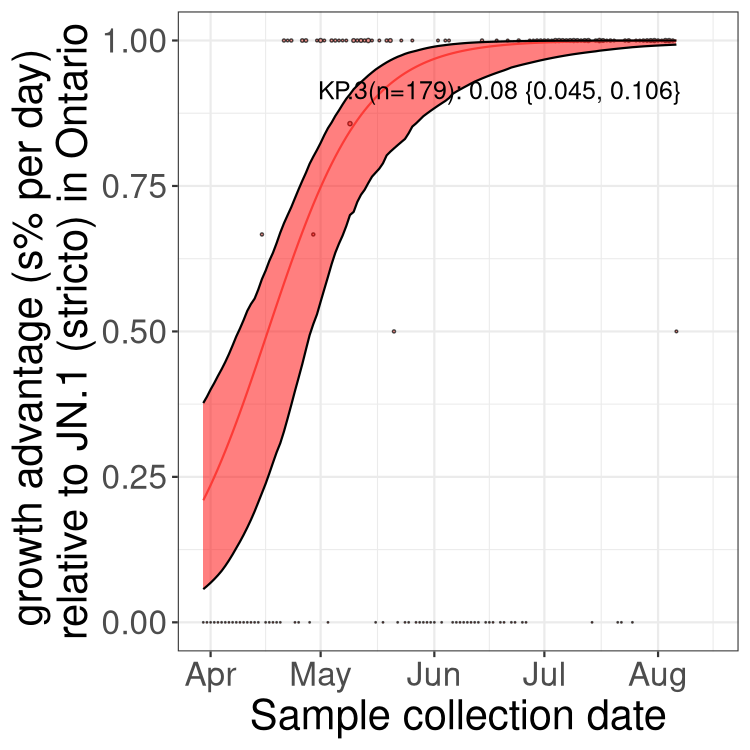 growth advantage (s% per day)
relative to JN.1 (stricto) in Ontario
1.00
0.75
0.50
0.25
0.00
KP.3(n=179): 0.08 {0.045, 0.106}
Apr May Jun Jul Aug
Sample collection date